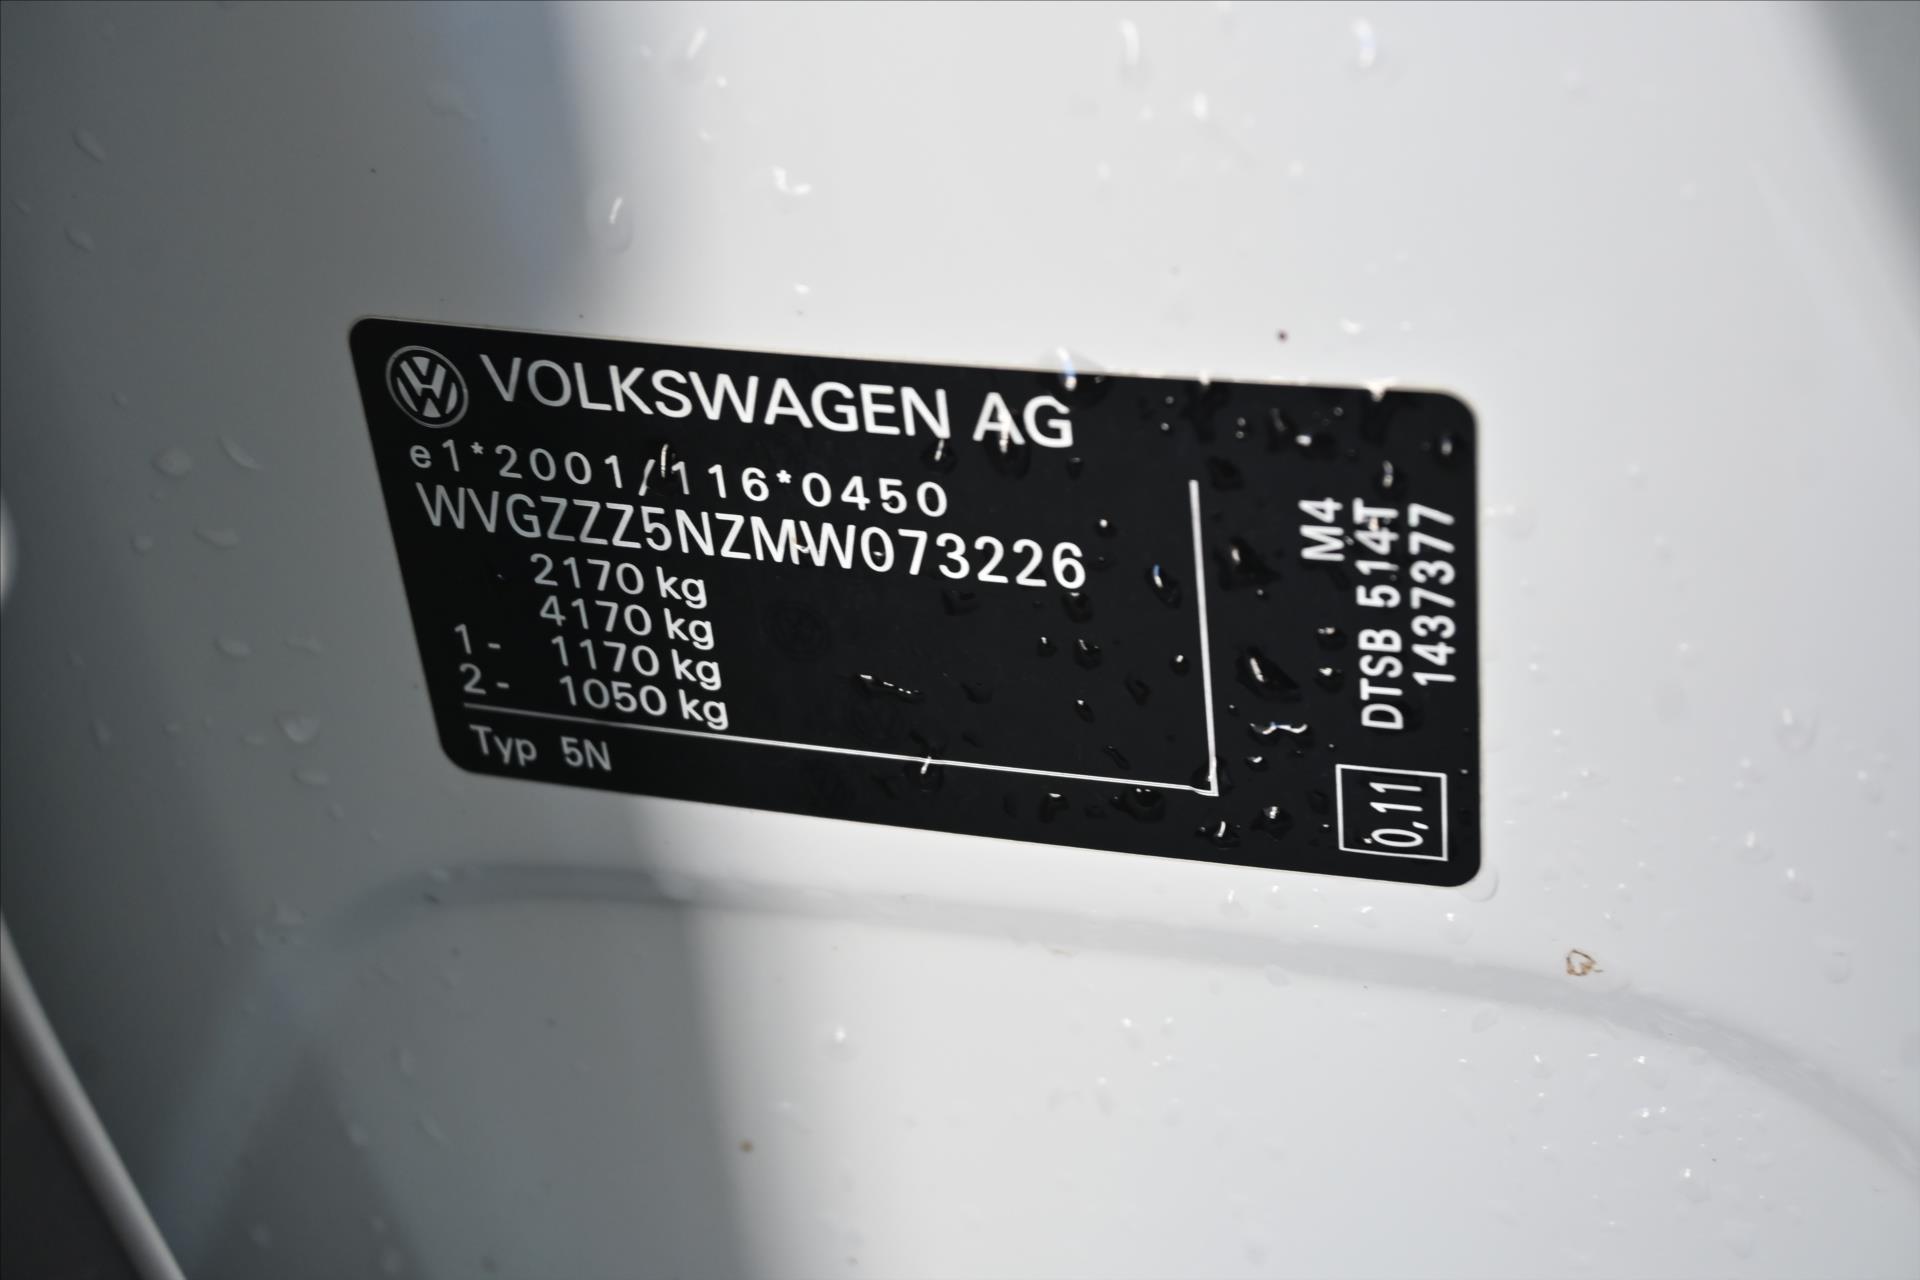 VOLKSWAGEN AG
e1*2001/116*0450
WVGZZZ5NZMW073226
2170 kg
4170 kg
1- 1170 kg
2- 1050 kg
Typ 5N
M4
DTSB 514T
1437377
0,11